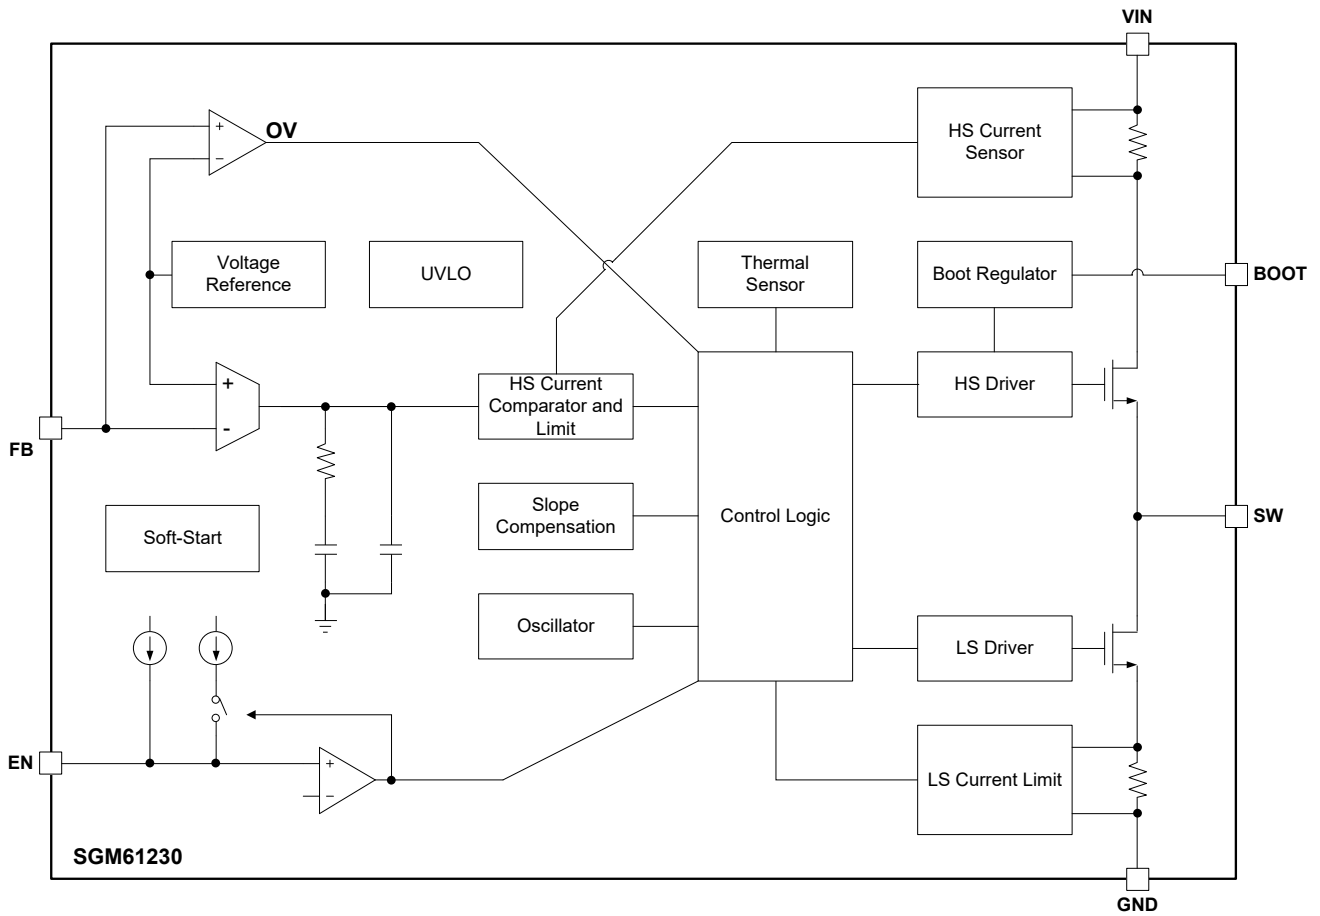 VIN
+
OV
−
HS Current
Sensor
Voltage
Reference
UVLO
Thermal
Sensor
Boot Regulator
BOOT
+
-
FB
HS Current
Comparator and
Limit
HS Driver
Slope
Compensation
Control Logic
SW
Soft-Start
Oscillator
LS Driver
EN
+
−
LS Current Limit
SGM61230
GND